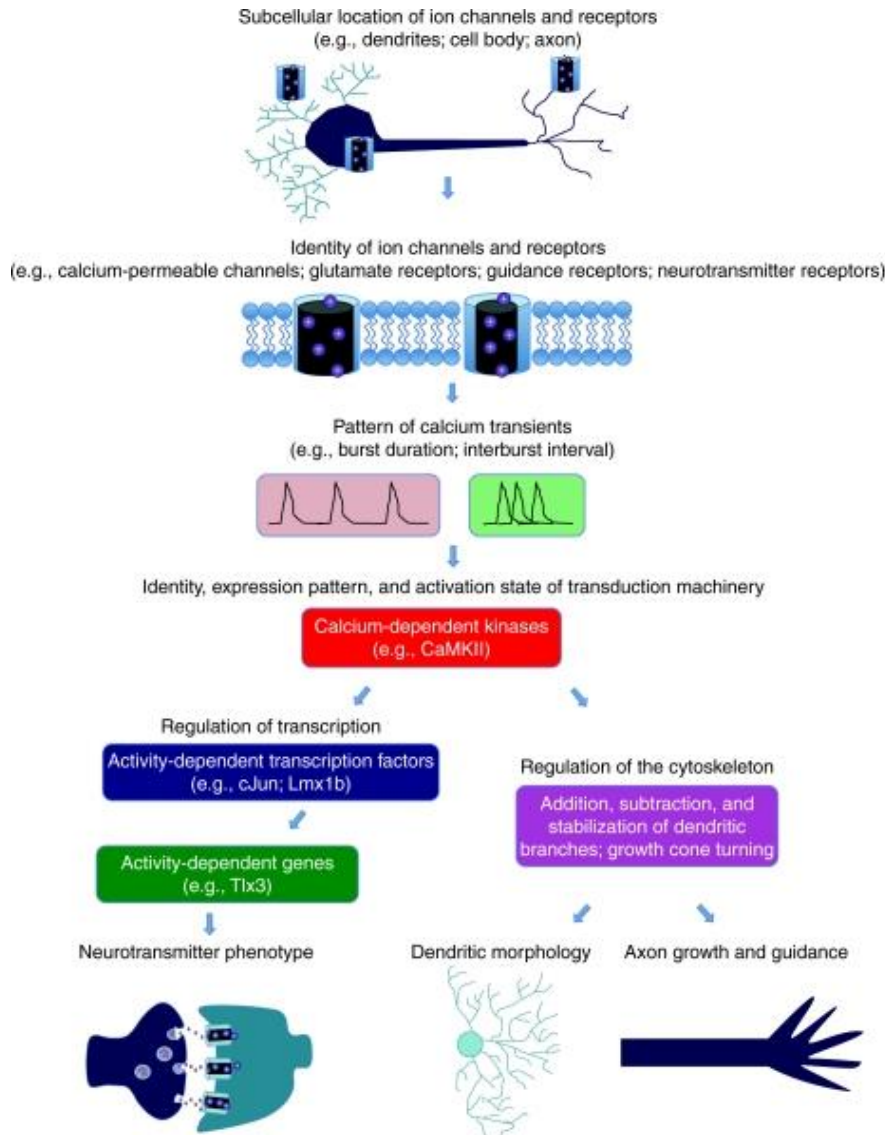 Subcellular location of ion channels and receptors
(e.g., dendrites; cell body; axon)
Identity of ion channels and receptors
(e.g., calcium-permeable channels; glutamate receptors; guidance receptors; neurotransmitter receptors)
Pattern of calcium transients
(e.g., burst duration; interburst interval)
Identity, expression pattern, and activation state of transduction machinery
Calcium-dependent kinases
(e.g., CaMKII)
Regulation of transcription
Activity-dependent transcription factors
(e.g., cJun; Lmx1b)
Regulation of the cytoskeleton
Addition, subtraction, and
stabilization of dendritic
branches; growth cone turning
Activity-dependent genes
(e.g., Tlx3)
Neurotransmitter phenotype
Dendritic morphology
Axon growth and guidance